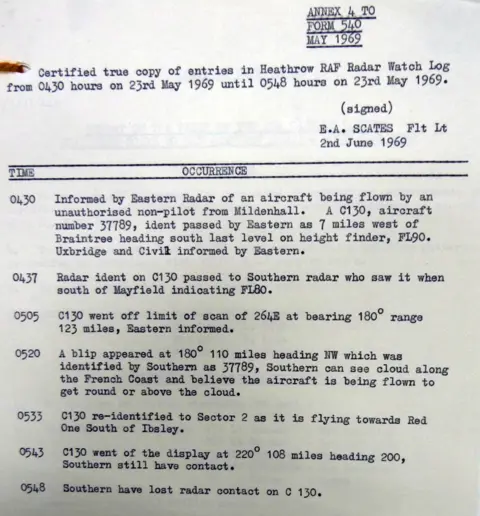 ANNEX 4 TO
FORM 540
MAY 1969
Certified true copy of entries in Heathrow RAF Radar Watch Log
from 0430 hours on 23rd May 1969 until 0548 hours on 23rd May 1969.
(signed)
E.A. SCATES Flt Lt
2nd June 1969
TIME OCCURRENCE
0430 Informed by Eastern Radar of an aircraft being flown by an
unauthorised non-pilot from Mildenhall. A C130, aircraft
number 37789, ident passed by Eastern as 7 miles west of
Braintree heading south last level on height finder, FL90.
Uxbridge and Civil informed by Eastern.
0437 Radar ident on C130 passed to Southern radar who saw it when
south of Mayfield indicating FL80.
0505 C130 went off limit of scan of 264E at bearing 180° range
123 miles, Eastern informed.
0520 A blip appeared at 180° 110 miles heading NW which was
identified by Southern as 37789, Southern can see cloud along
the French Coast and believe the aircraft is being flown to
get round or above the cloud.
0533 C130 re-identified to Sector 2 as it is flying towards Red
One South of Ibsley.
0543 C130 went of the display at 220° 108 miles heading 200,
Southern still have contact.
0548 Southern have lost radar contact on C 130.